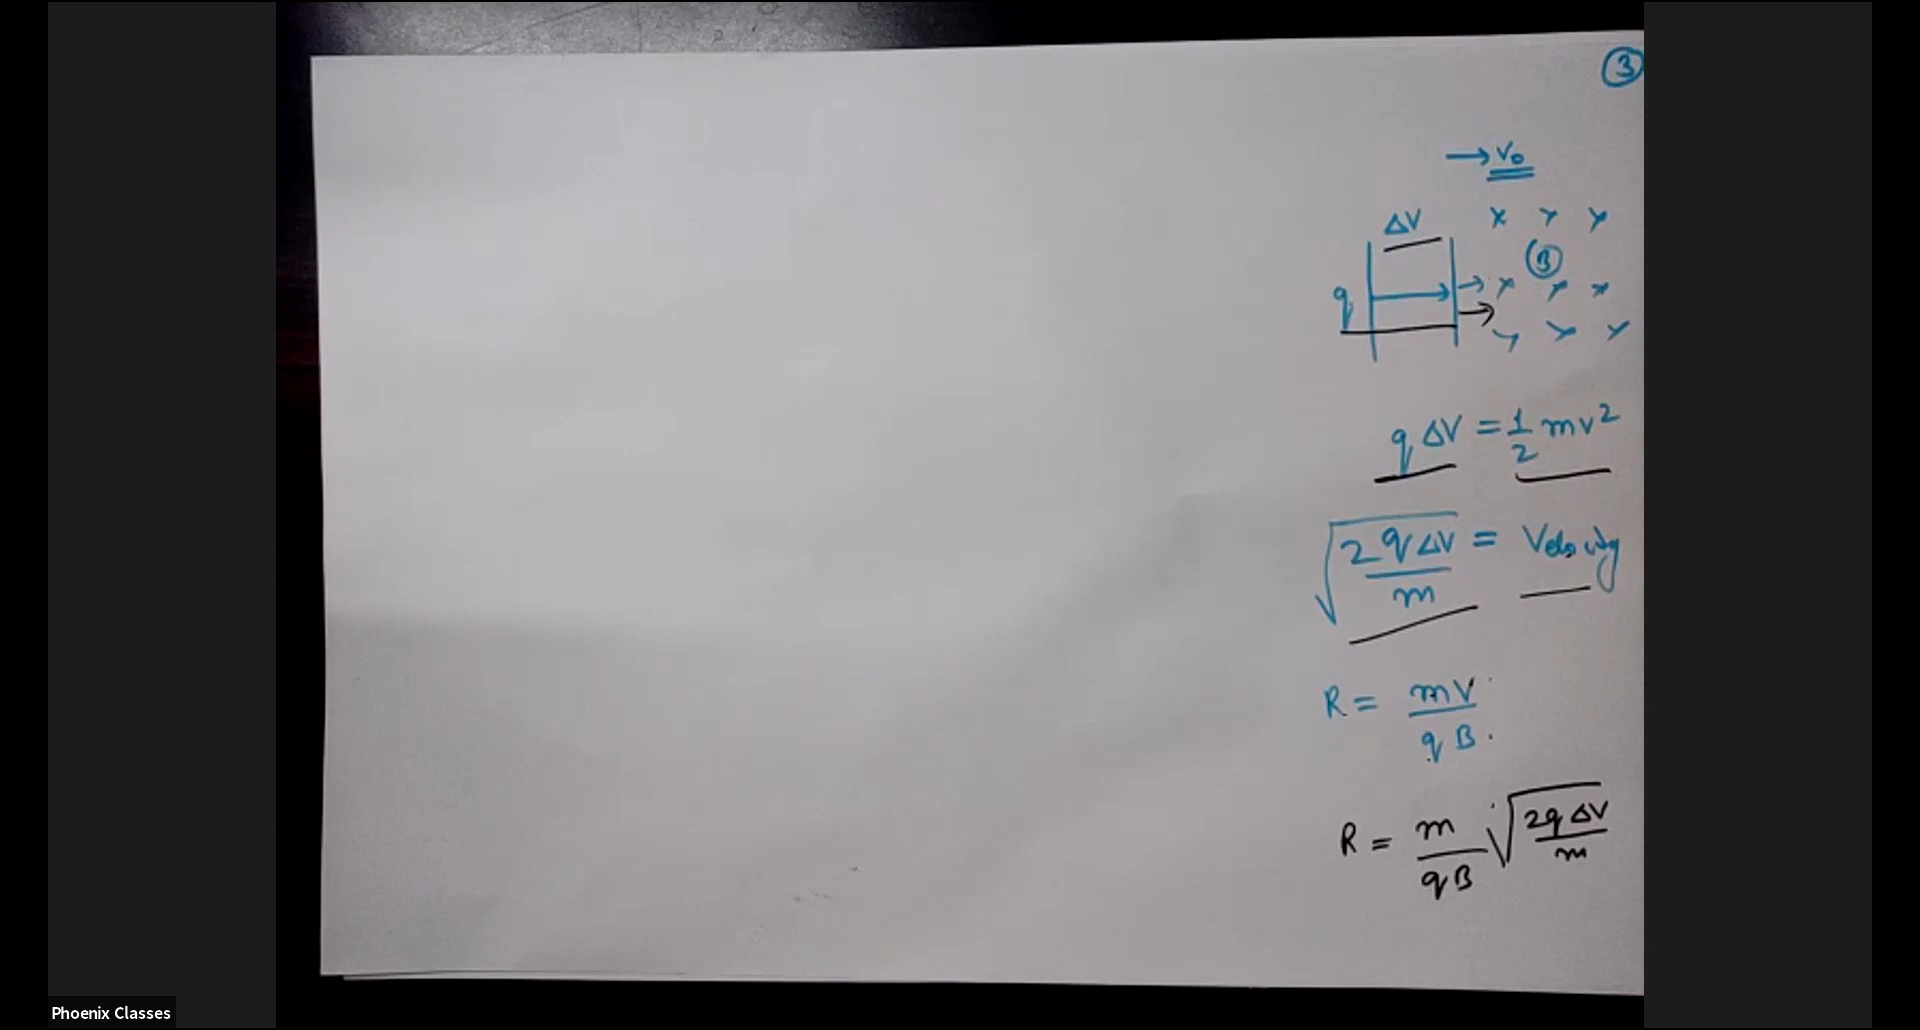 ③
→ V₀
ΔV
x x x
B
q → x x x
x x x
q ΔV = 1/2 mv²
√(2qΔV/m) = Velocity
R = mV/qB.
R = m/qB √(2qΔV/m)
Phoenix Classes